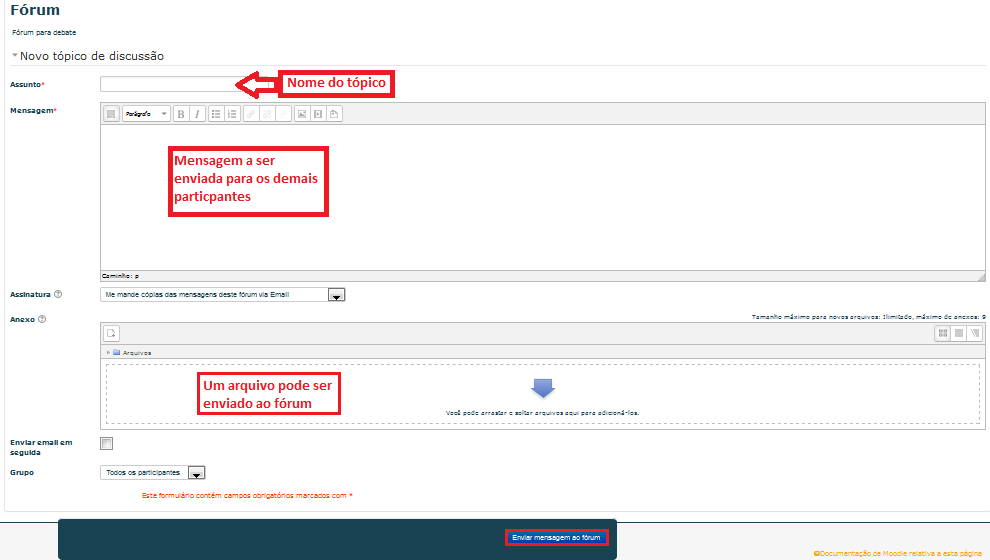 Fórum
Fórum para debate
Novo tópico de discussão
Assunto*
Nome do tópico
Mensagem*
Parágrafo
B I
Mensagem a ser
enviada para os demais
particpantes
Caminho: p
Assinatura
Me mande cópias das mensagens deste fórum via Email
Anexo
Tamanho máximo para novos arquivos: Ilimitado, máximo de anexos: 9
Arquivos
Um arquivo pode ser
enviado ao fórum
Você pode arrastar e soltar arquivos aqui para adicioná-los.
Enviar email em
seguida
Grupo
Todos os participantes
Este formulário contém campos obrigatórios marcados com *
Enviar mensagem ao fórum
Documentação de Moodle relativa a esta página